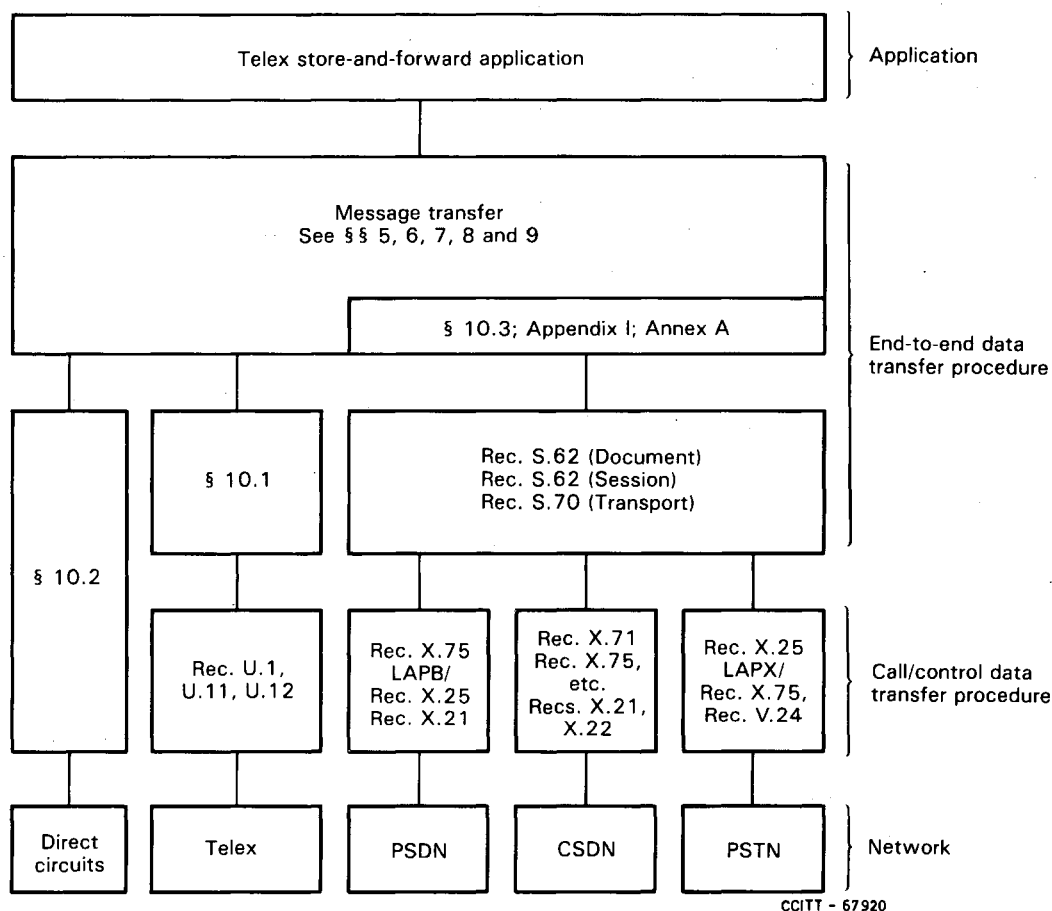 Telex store-and-forward application
Application
Message transfer
See §§ 5, 6, 7, 8 and 9
§ 10.3; Appendix I; Annex A
End-to-end data
transfer procedure
§ 10.2
§ 10.1
Rec. S.62 (Document)
Rec. S.62 (Session)
Rec. S.70 (Transport)
Rec. U.1,
U.11, U.12
Rec. X.75
LAPB/
Rec. X.25
Rec. X.21
Rec. X.71
Rec. X.75,
etc.
Recs. X.21,
X.22
Rec. X.25
LAPX/
Rec. X.75,
Rec. V.24
Call/control data
transfer procedure
Direct
circuits
Telex
PSDN
CSDN
PSTN
Network
CCITT - 67920